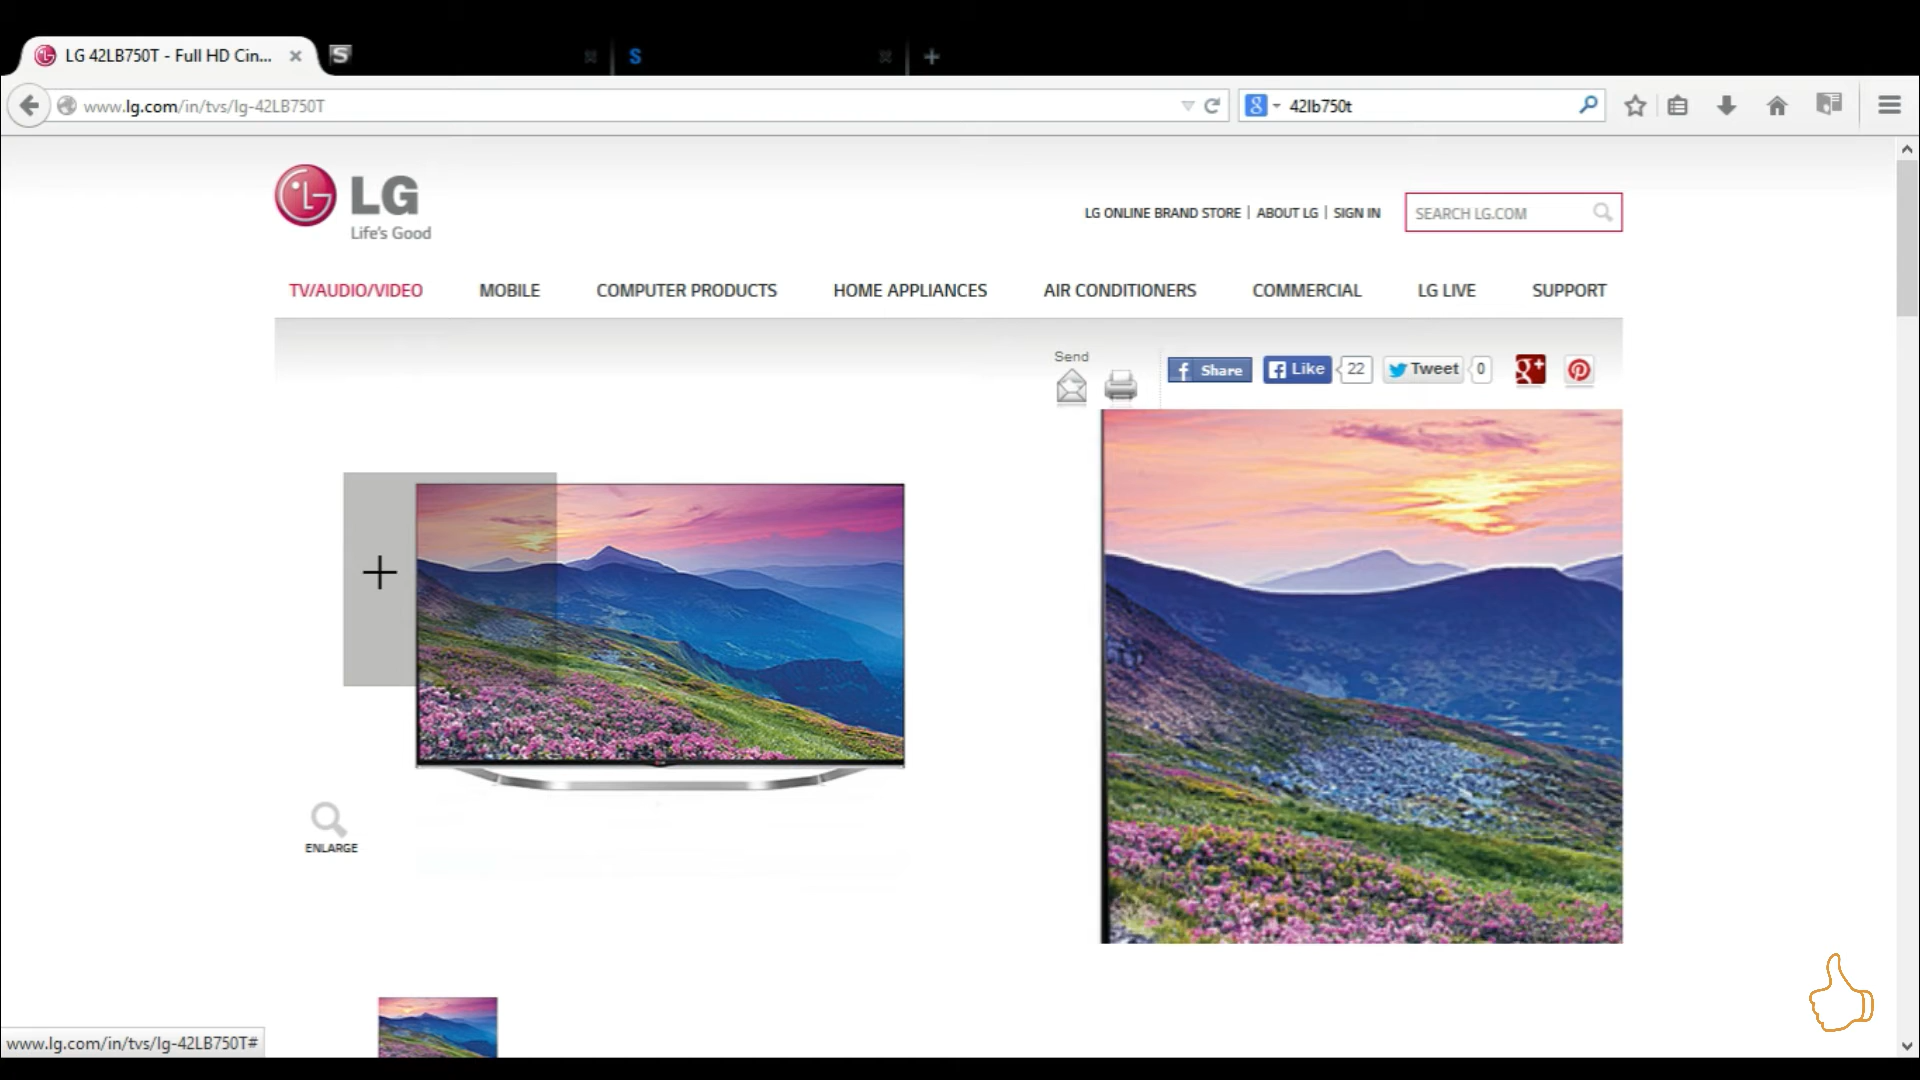 LG 42LB750T - Full HD Cin...
S
S
www.lg.com/in/tvs/lg-42LB750T
8
42lb750t
LG
Life's Good
LG ONLINE BRAND STORE | ABOUT LG | SIGN IN
SEARCH LG.COM
TV/AUDIO/VIDEO
MOBILE
COMPUTER PRODUCTS
HOME APPLIANCES
AIR CONDITIONERS
COMMERCIAL
LG LIVE
SUPPORT
Send
f Share
f Like
22
Tweet
0
g+
ENLARGE
www.lg.com/in/tvs/lg-42LB750T#